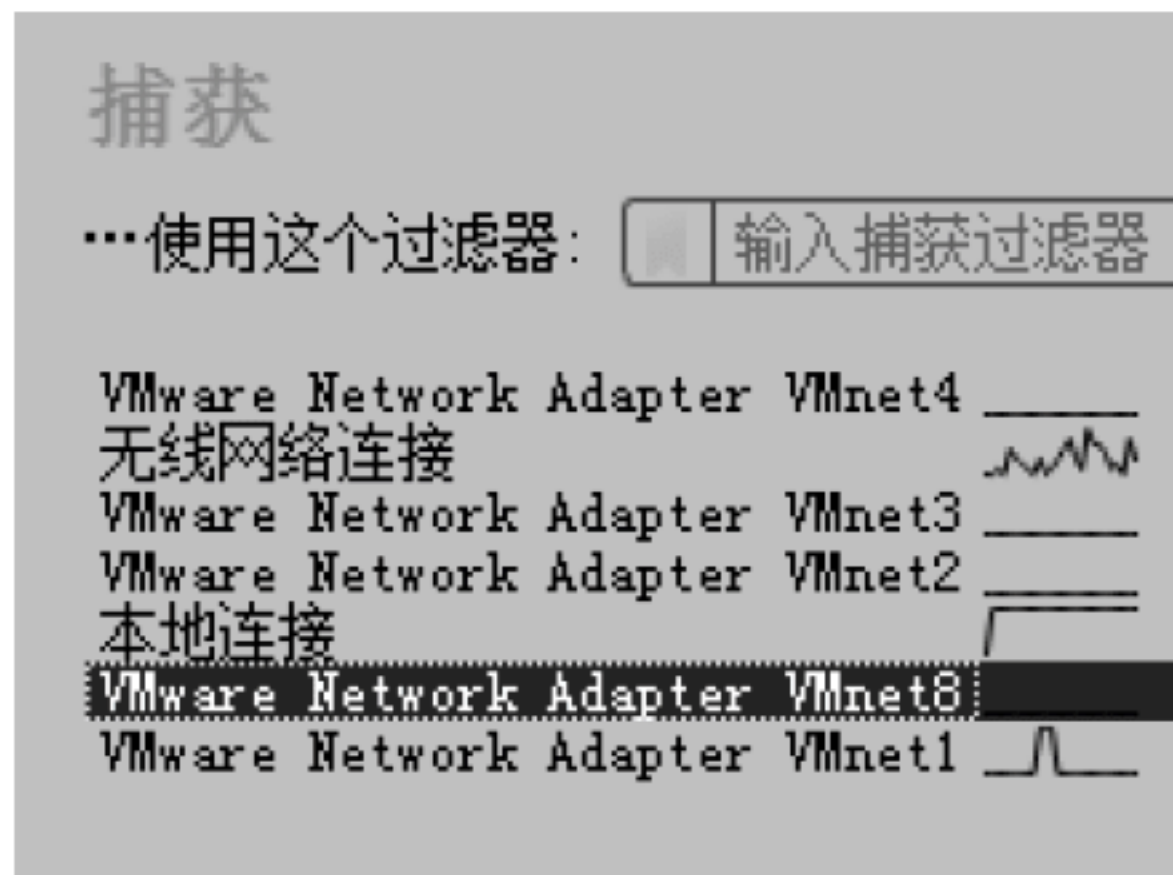 捕获
…使用这个过滤器: 输入捕获过滤器
VMware Network Adapter VMnet4
无线网络连接
VMware Network Adapter VMnet3
VMware Network Adapter VMnet2
本地连接
VMware Network Adapter VMnet8
VMware Network Adapter VMnet1